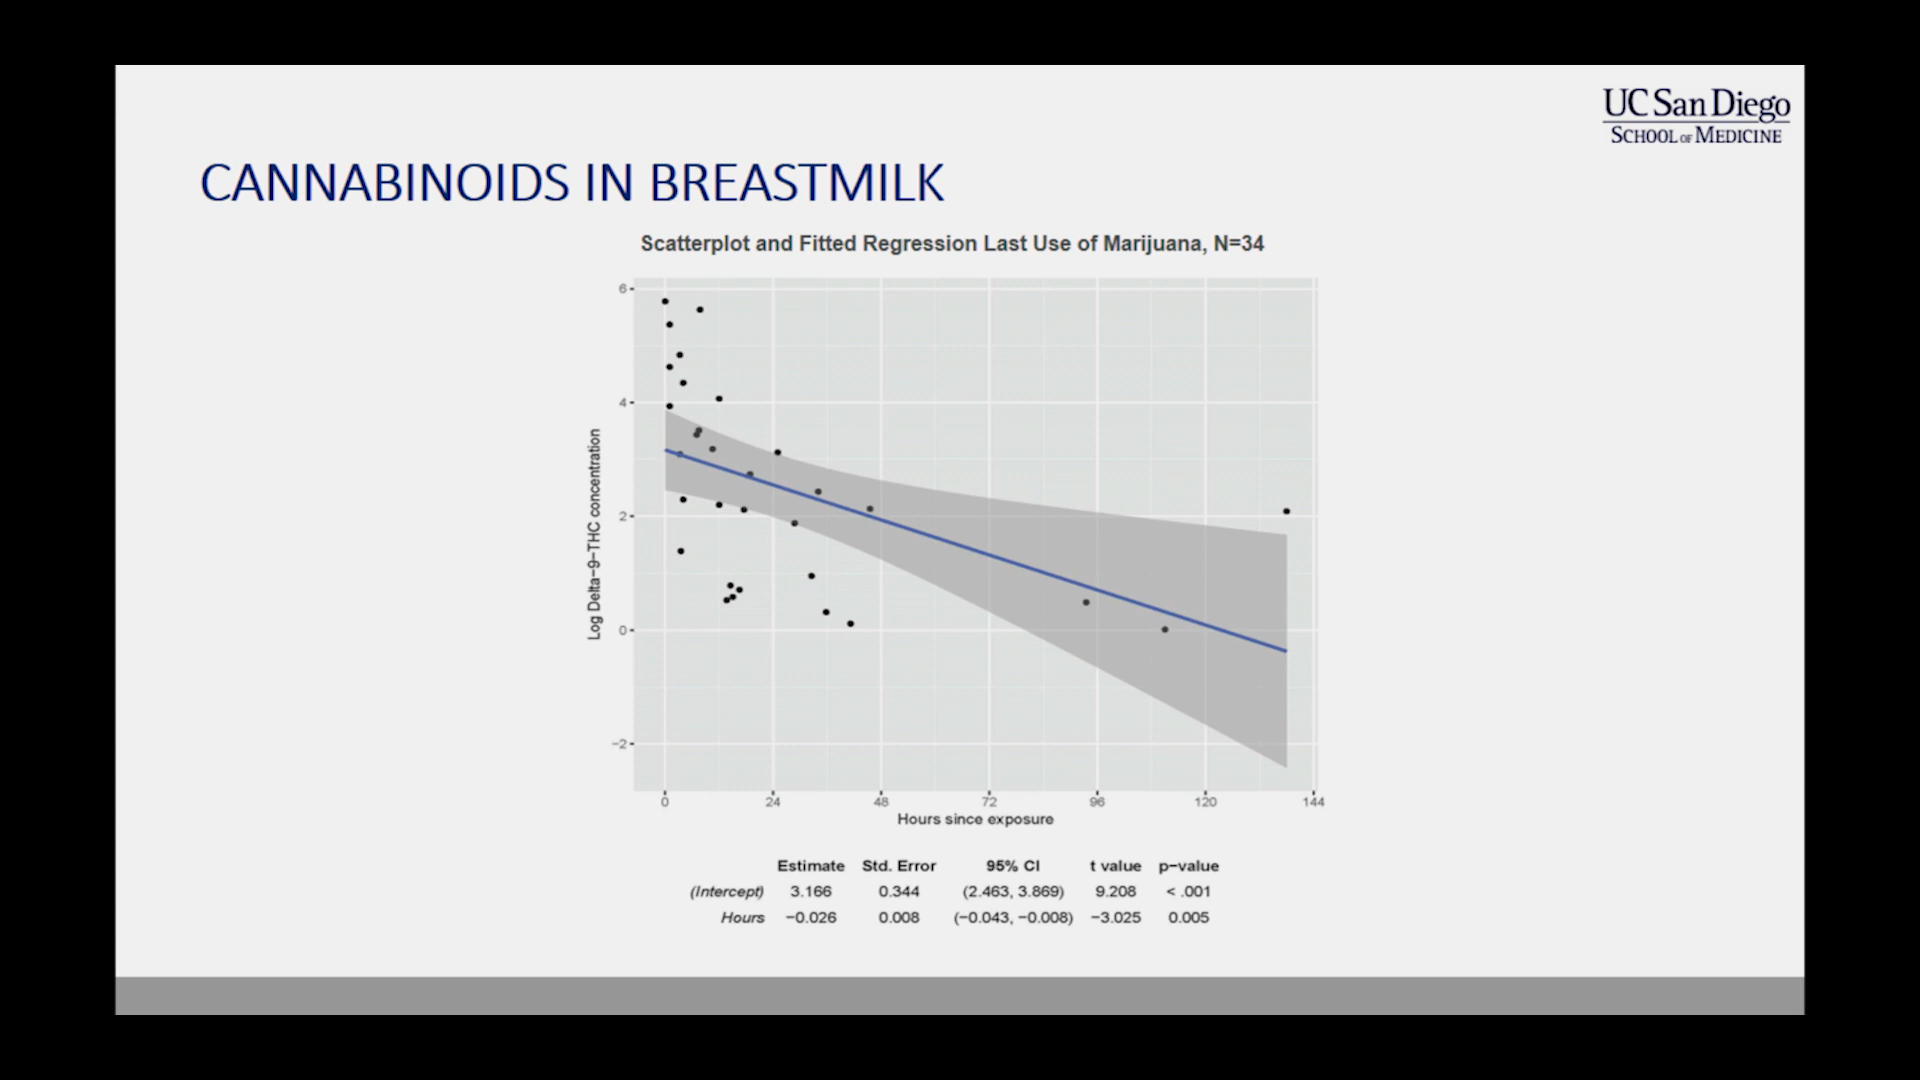 UC San Diego
SCHOOL OF MEDICINE
CANNABINOIDS IN BREASTMILK
Scatterplot and Fitted Regression Last Use of Marijuana, N=34
Log Delta−9−THC concentration
6
4
2
0
−2
0 24 48 72 96 120 144
Hours since exposure
Estimate Std. Error 95% CI t value p−value
(Intercept) 3.166 0.344 (2.463, 3.869) 9.208 < .001
Hours −0.026 0.008 (−0.043, −0.008) −3.025 0.005